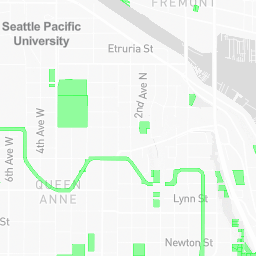 FREMONT
Seattle Pacific
University
Etruria St
2nd Ave N
4th Ave W
6th Ave W
QUEEN
ANNE
Lynn St
St
Newton St